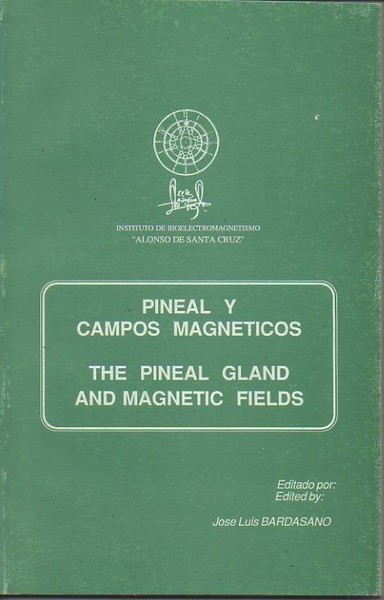 INSTITUTO DE BIOELECTROMAGNETISMO
"ALONSO DE SANTA CRUZ"
PINEAL Y
CAMPOS MAGNETICOS
THE PINEAL GLAND
AND MAGNETIC FIELDS
Editado por:
Edited by:
Jose Luis BARDASANO